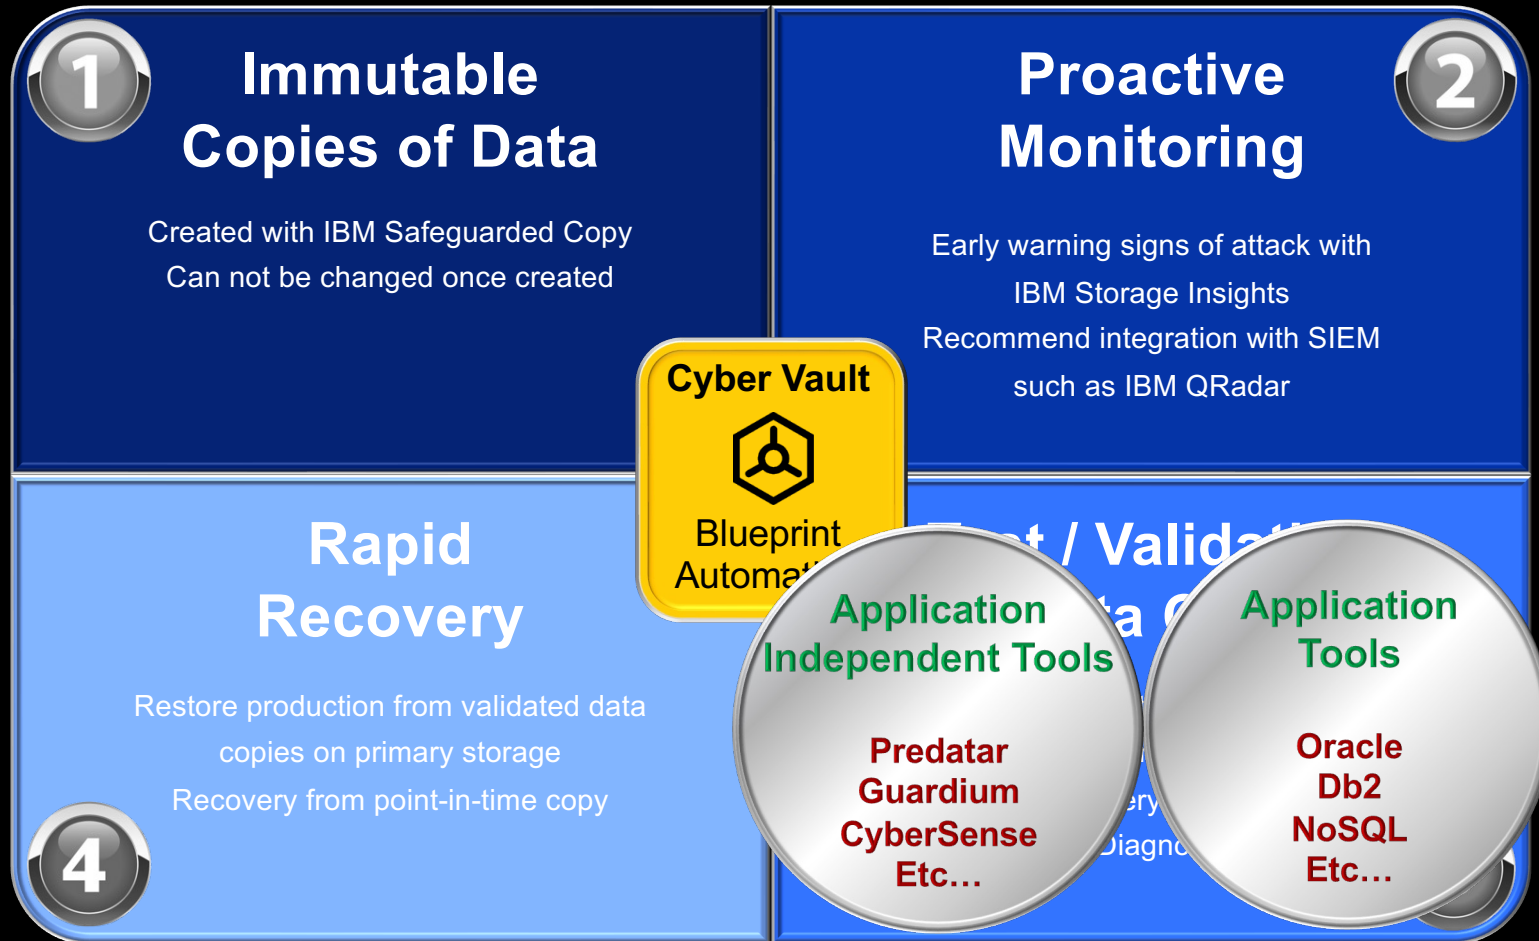 1
Immutable
Copies of Data
Created with IBM Safeguarded Copy
Can not be changed once created
Proactive
Monitoring
2
Early warning signs of attack with
IBM Storage Insights
Recommend integration with SIEM
such as IBM QRadar
Cyber Vault
Blueprint
Rapid
Recovery
Restore production from validated data
copies on primary storage
Recovery from point-in-time copy
4
/
Application
Independent Tools
Predatar
Guardium
CyberSense
Etc…
Application
Tools
Oracle
Db2
NoSQL
Etc…